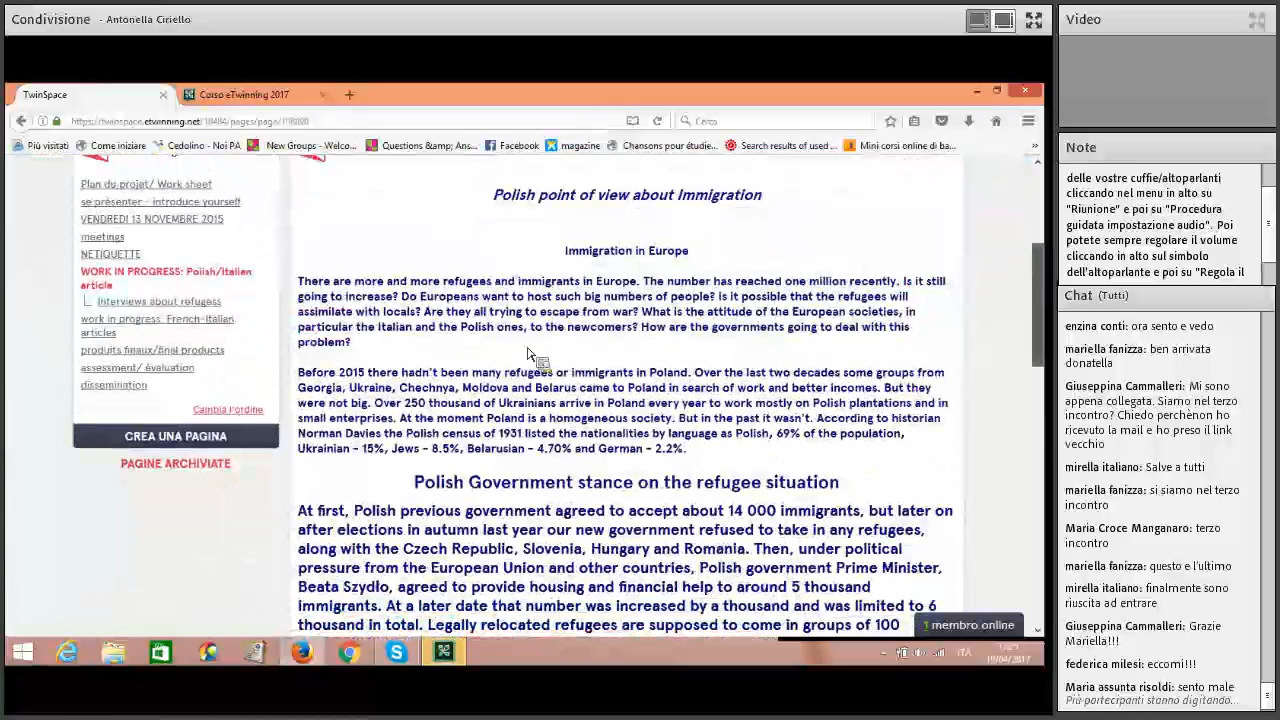 Condivisione - Antonella Ciriello
TwinSpace
Corso eTwinning 2017
Cerca
Più visitati
Come iniziare
Cedolino - Noi PA
New Groups - Welco...
Questions &amp; Ans...
Facebook
magazine
Chansons pour étudie...
Search results of used ...
Mini corsi online di ba...
Plan du projet/ Work sheet
se présenter - introduce yourself
VENDREDI 13 NOVEMBRE 2015
meetings
NETIQUETTE
WORK IN PROGRESS: Polish/Italian
article
Interviews about refugees
work in progress. French-Italian
articles
produits finaux/final products
assessment/ évaluation
dissemination
Cambia l'ordine
CREA UNA PAGINA
PAGINE ARCHIVIATE
Polish point of view about Immigration
Immigration in Europe
There are more and more refugees and immigrants in Europe. The number has reached one million recently. Is it still
going to increase? Do Europeans want to host such big numbers of people? Is it possible that the refugees will
assimilate with locals? Are they all trying to escape from war? What is the attitude of the European societies, in
particular the Italian and the Polish ones, to the newcomers? How are the governments going to deal with this
problem?
Before 2015 there hadn't been many refugees or immigrants in Poland. Over the last two decades some groups from
Georgia, Ukraine, Chechnya, Moldova and Belarus came to Poland in search of work and better incomes. But they
were not big. Over 250 thousand of Ukrainians arrive in Poland every year to work mostly on Polish plantations and in
small enterprises. At the moment Poland is a homogeneous society. But in the past it wasn't. According to historian
Norman Davies the Polish census of 1931 listed the nationalities by language as Polish, 69% of the population,
Ukrainian - 15%, Jews - 8.5%, Belarusian - 4.70% and German - 2.2%.
Polish Government stance on the refugee situation
At first, Polish previous government agreed to accept about 14 000 immigrants, but later on
after elections in autumn last year our new government refused to take in any refugees,
along with the Czech Republic, Slovenia, Hungary and Romania. Then, under political
pressure from the European Union and other countries, Polish government Prime Minister,
Beata Szydło, agreed to provide housing and financial help to around 5 thousand
immigrants. At a later date that number was increased by a thousand and was limited to 6
thousand in total. Legally relocated refugees are supposed to come in groups of 100
1 membro online
ITA
19/04/2017
Video
Note
delle vostre cuffie/altoparlanti
cliccando nel menu in alto su
"Riunione" e poi su "Procedura
guidata impostazione audio". Poi
potete sempre regolare il volume
cliccando in alto sul simbolo
dell'altoparlante e poi su "Regola il
Chat (Tutti)
enzina conti: ora sento e vedo
mariella fanizza: ben arrivata
donatella
Giuseppina Cammalleri: Mi sono
appena collegata. Siamo nel terzo
incontro? Chiedo perchènon ho
ricevuto la mail e ho preso il link
vecchio
mirella italiano: Salve a tutti
mariella fanizza: si siamo nel terzo
incontro
Maria Croce Manganaro: terzo
incontro
mariella fanizza: questo e l'ultimo
mirella italiano: finalmente sono
riuscita ad entrare
Giuseppina Cammalleri: Grazie
Mariella!!!
federica milesi: eccomi!!!
Maria assunta risoldi: sento male
Più partecipanti stanno digitando...